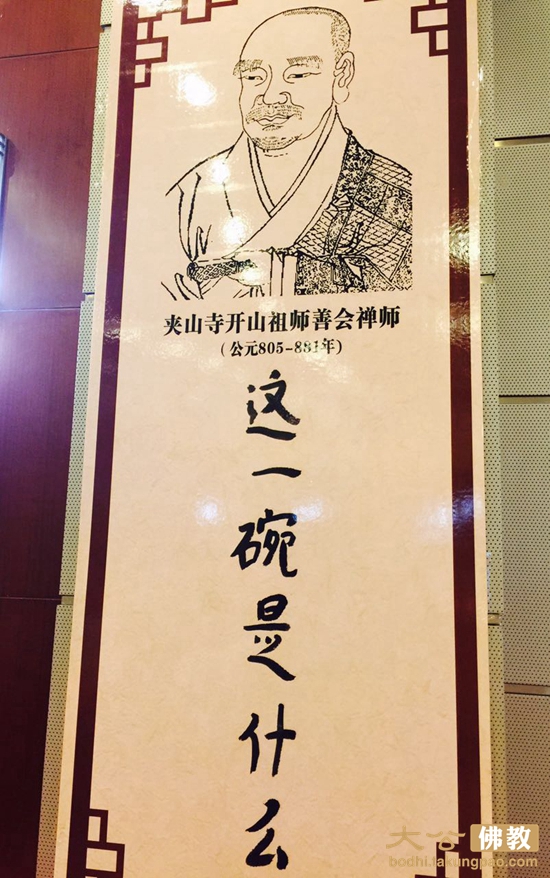 夹山寺开山祖师善会禅师
(公元805-881年)
这一碗是什么
大公 佛教
bodhi.takungpao.com